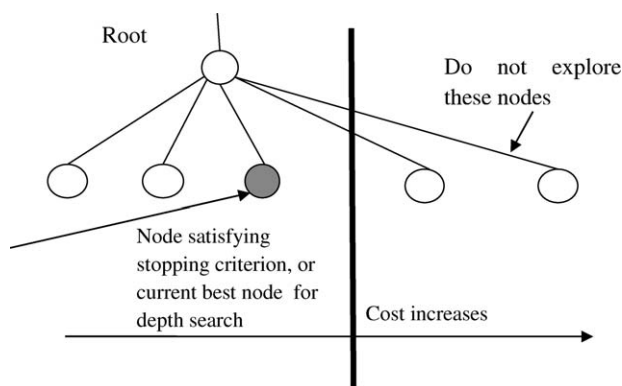 Root
Do not explore
these nodes
Node satisfying
stopping criterion, or
current best node for
depth search
Cost increases